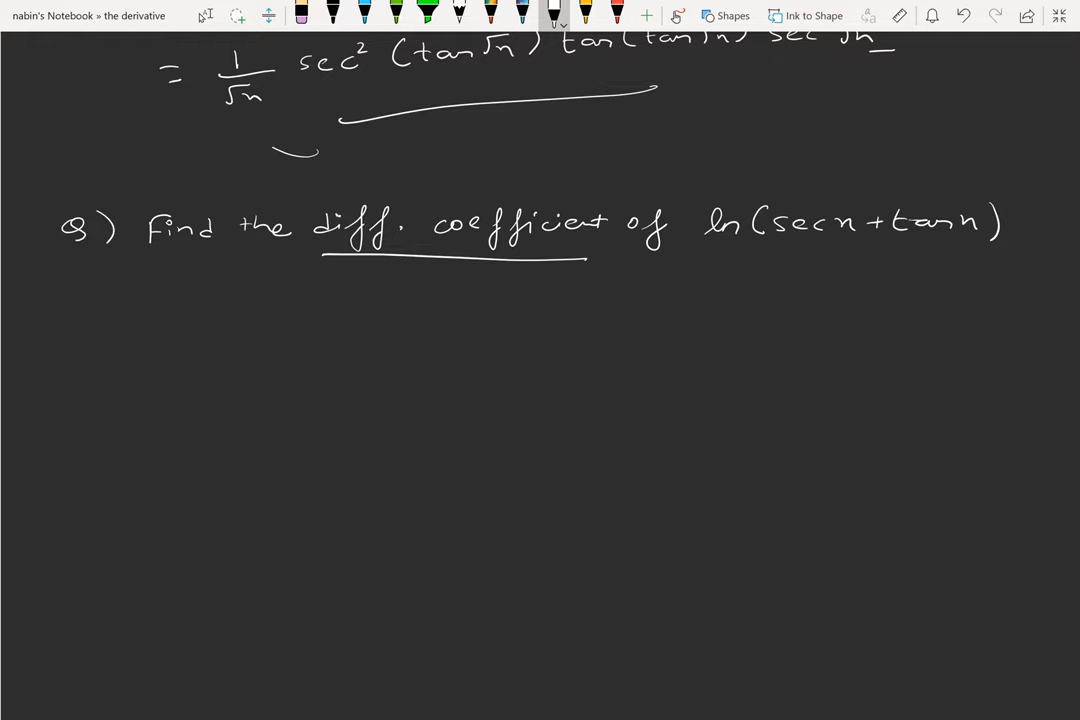 nabin's Notebook » the derivative
Shapes
Ink to Shape
= 1/√x sec² (tan√x) tan(tan√x) sec² √x
Q) Find the diff. coefficient of ln(secx+tanx)